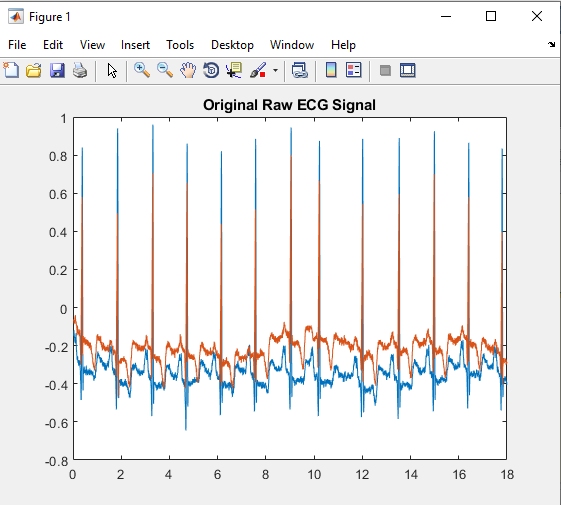 Figure 1
File Edit View Insert Tools Desktop Window Help
Original Raw ECG Signal
1
0.8
0.6
0.4
0.2
0
-0.2
-0.4
-0.6
-0.8
0 2 4 6 8 10 12 14 16 18